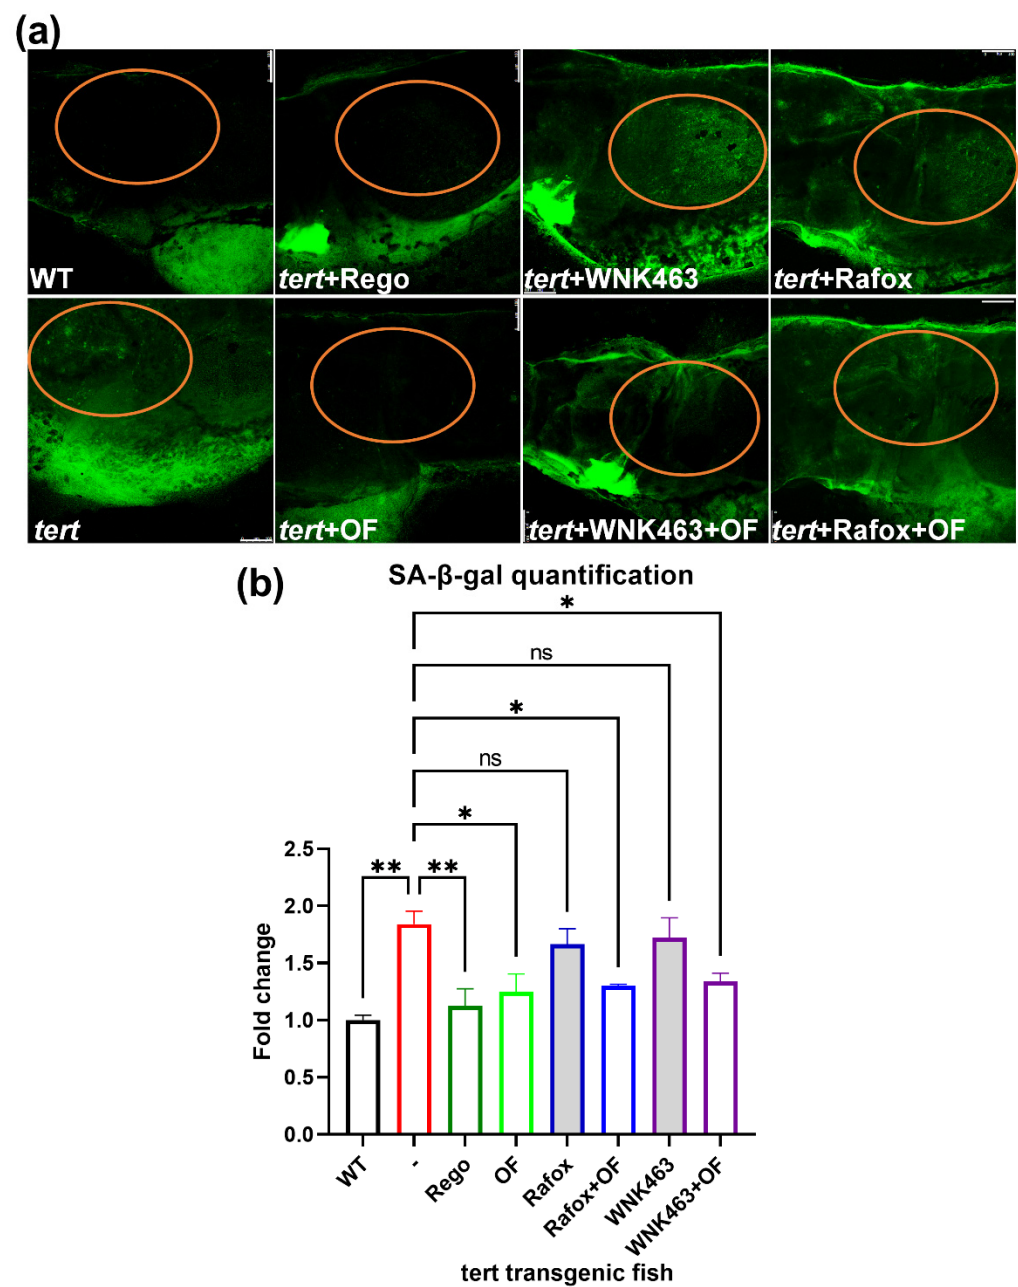 (a)
WT
tert+Rego
tert+WNK463
tert+Rafox
tert
tert+OF
tert+WNK463+OF
tert+Rafox+OF
(b)
SA-β-gal quantification
*
ns
*
ns
*
**
**
2.5
2.0
1.5
1.0
0.5
0.0
Fold change
WT
-
Rego
OF
Rafox
Rafox+OF
WNK463
WNK463+OF
tert transgenic fish